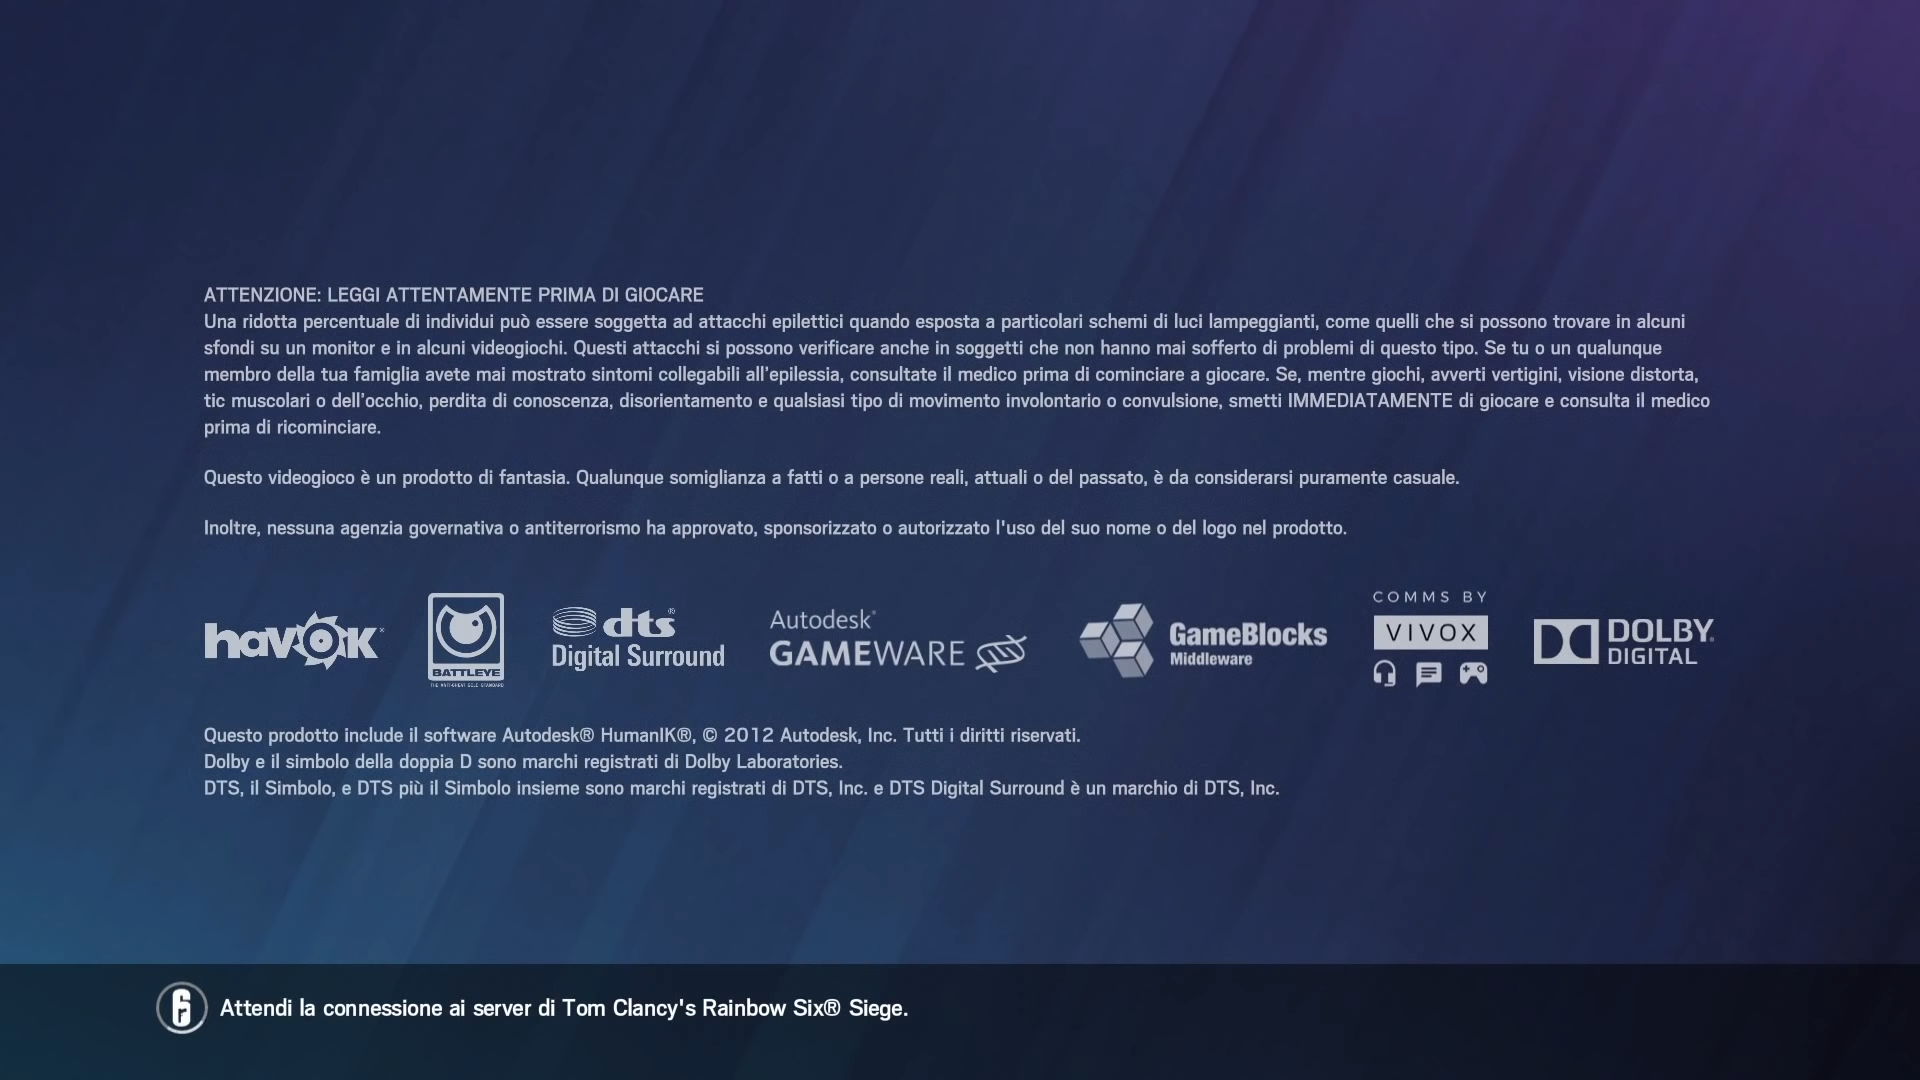 ATTENZIONE: LEGGI ATTENTAMENTE PRIMA DI GIOCARE
Una ridotta percentuale di individui può essere soggetta ad attacchi epilettici quando esposta a particolari schemi di luci lampeggianti, come quelli che si possono trovare in alcuni
sfondi su un monitor e in alcuni videogiochi. Questi attacchi si possono verificare anche in soggetti che non hanno mai sofferto di problemi di questo tipo. Se tu o un qualunque
membro della tua famiglia avete mai mostrato sintomi collegabili all'epilessia, consultate il medico prima di cominciare a giocare. Se, mentre giochi, avverti vertigini, visione distorta,
tic muscolari o dell'occhio, perdita di conoscenza, disorientamento e qualsiasi tipo di movimento involontario o convulsione, smetti IMMEDIATAMENTE di giocare e consulta il medico
prima di ricominciare.
Questo videogioco è un prodotto di fantasia. Qualunque somiglianza a fatti o a persone reali, attuali o del passato, è da considerarsi puramente casuale.
Inoltre, nessuna agenzia governativa o antiterrorismo ha approvato, sponsorizzato o autorizzato l'uso del suo nome o del logo nel prodotto.
havok
BATTLEYE
THE ANTI-CHEAT GOLD STANDARD
dts®
Digital Surround
Autodesk®
GAMEWARE
GameBlocks
Middleware
COMMS BY
VIVOX
DOLBY®
DIGITAL
Questo prodotto include il software Autodesk® HumanIK®, © 2012 Autodesk, Inc. Tutti i diritti riservati.
Dolby e il simbolo della doppia D sono marchi registrati di Dolby Laboratories.
DTS, il Simbolo, e DTS più il Simbolo insieme sono marchi registrati di DTS, Inc. e DTS Digital Surround è un marchio di DTS, Inc.
Attendi la connessione ai server di Tom Clancy's Rainbow Six® Siege.